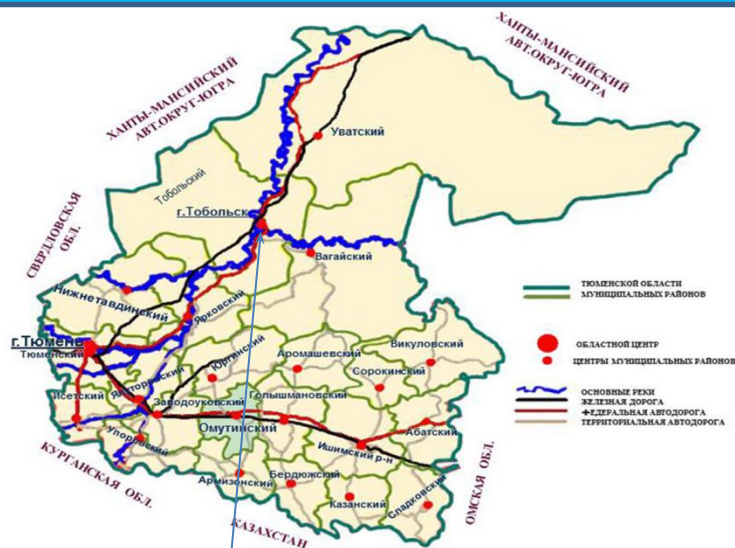 ХАНТЫ-МАНСИЙСКИЙ
АВТ.ОКРУГ-ЮГРА
ХАНТЫ-МАНСИЙСКИЙ
АВТ.ОКРУГ-ЮГРА
Уватский
Тобольский
г.Тобольск
СВЕРДЛОВСКАЯ
ОБЛ.
Вагайский
Нижнетавдинский
Ярковский
г.Тюмень
Тюменский
Юргинский
Аромашевский
Викуловский
Сорокинский
Исетский
Ялуторовский
Заводоуковский
Голышмановский
Омутинский
Упоровский
Абатский
Ишимский р-н
Армизонский
Бердюжский
Казанский
Сладковский
КУРГАНСКАЯ ОБЛ.
КАЗАХСТАН
ОМСКАЯ ОБЛ.
ТЮМЕНСКОЙ ОБЛАСТИ
МУНИЦИПАЛЬНЫХ РАЙОНОВ
ОБЛАСТНОЙ ЦЕНТР
ЦЕНТРЫ МУНИЦИПАЛЬНЫХ РАЙОНОВ
ОСНОВНЫЕ РЕКИ
ЖЕЛЕЗНАЯ ДОРОГА
ФЕДЕРАЛЬНАЯ АВТОДОРОГА
ТЕРРИТОРИАЛЬНАЯ АВТОДОРОГА